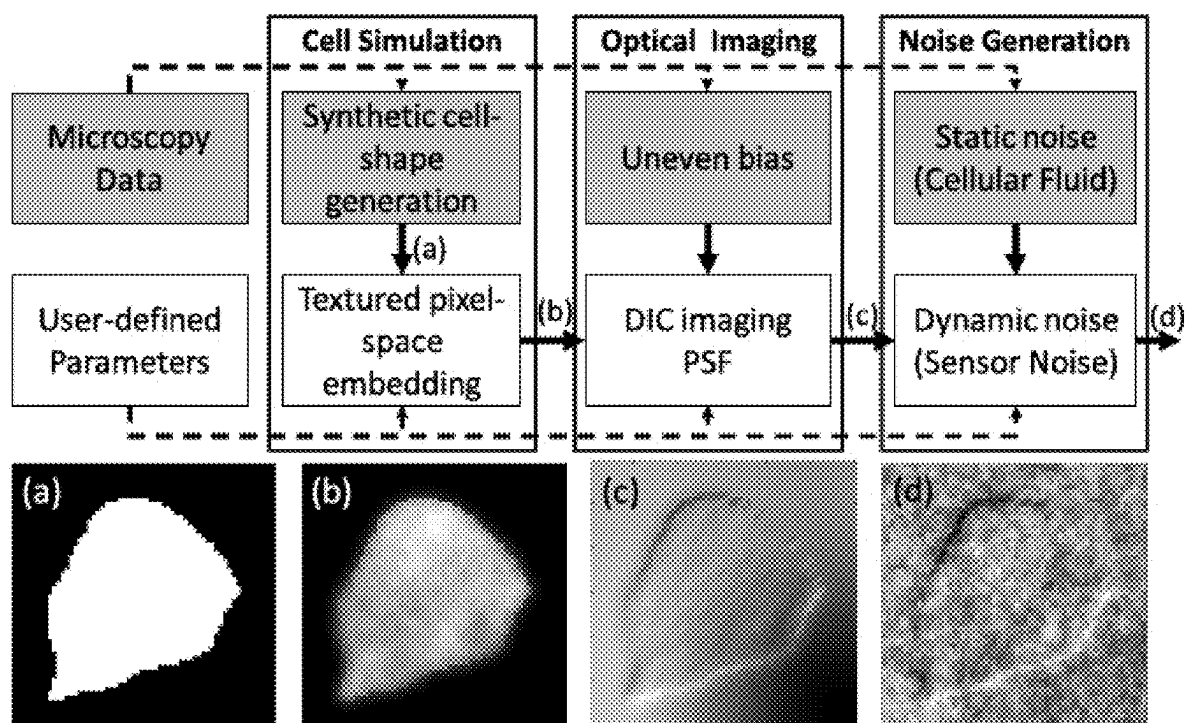 Cell Simulation
Optical Imaging
Noise Generation
Microscopy
Data
Synthetic cell-
shape
generation
Uneven bias
Static noise
(Cellular Fluid)
(a)
User-defined
Parameters
Textured pixel-
space
embedding
(b)
DIC imaging
PSF
(c)
Dynamic noise
(Sensor Noise)
(d)
(a)
(b)
(c)
(d)